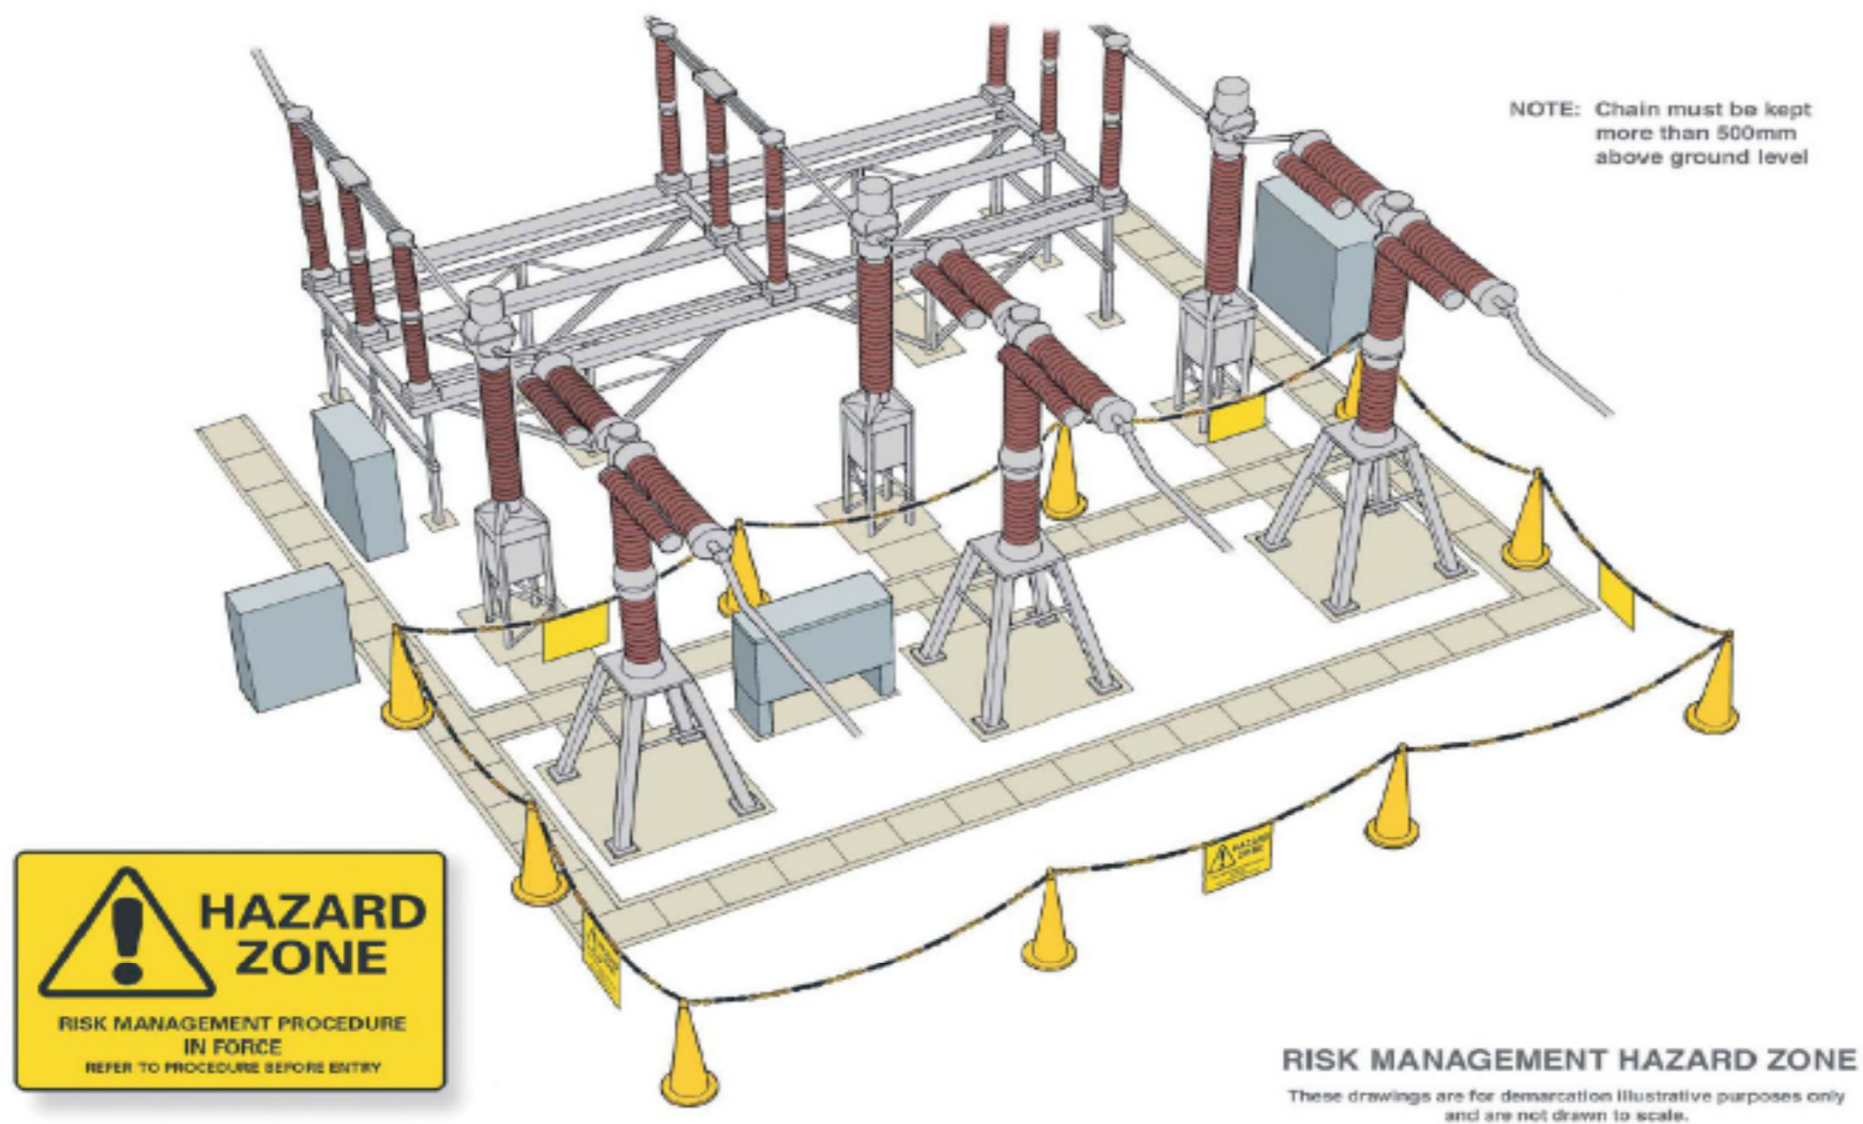 NOTE: Chain must be kept
more than 500mm
above ground level
HAZARD
ZONE
HAZARD
ZONE
RISK MANAGEMENT PROCEDURE
IN FORCE
REFER TO PROCEDURE BEFORE ENTRY
RISK MANAGEMENT HAZARD ZONE
These drawings are for demarcation illustrative purposes only
and are not drawn to scale.